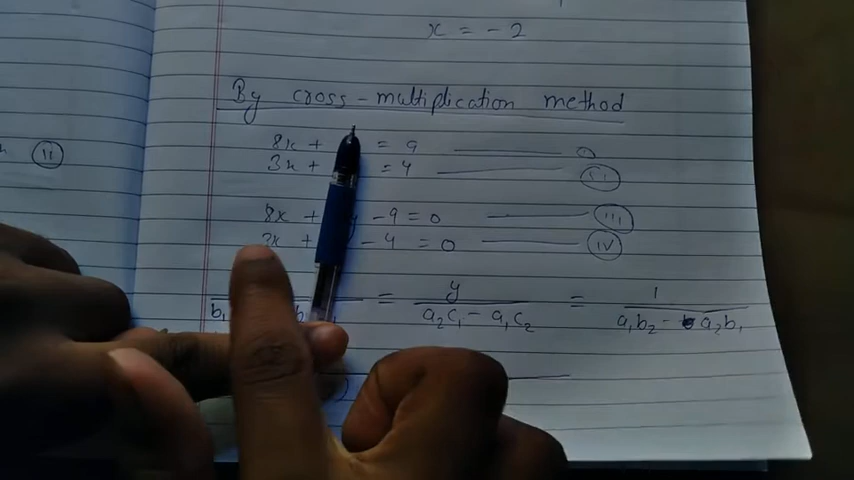 x = -2
By cross-multiplication method
8x + = 9
3x + = 4 (ii)
(II)
8x + y - 9 = 0 (III)
3x + - 4 = 0 (IV)
b₁ b = y / a₂c₁ - a₁c₂ = 1 / a₁b₂ - a₂b₁